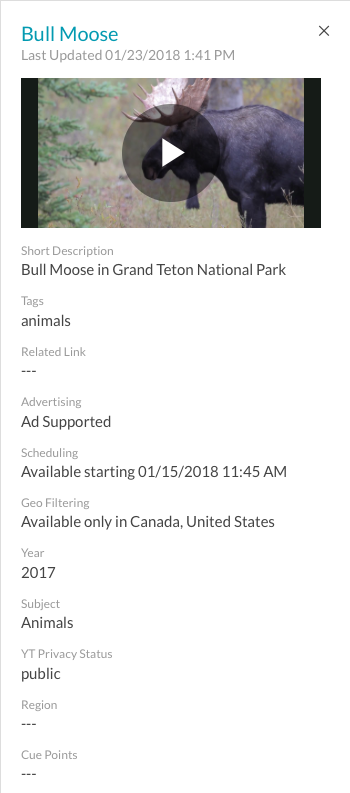 Bull Moose
Last Updated 01/23/2018 1:41 PM
Short Description
Bull Moose in Grand Teton National Park
Tags
animals
Related Link
---
Advertising
Ad Supported
Scheduling
Available starting 01/15/2018 11:45 AM
Geo Filtering
Available only in Canada, United States
Year
2017
Subject
Animals
YT Privacy Status
public
Region
---
Cue Points
---